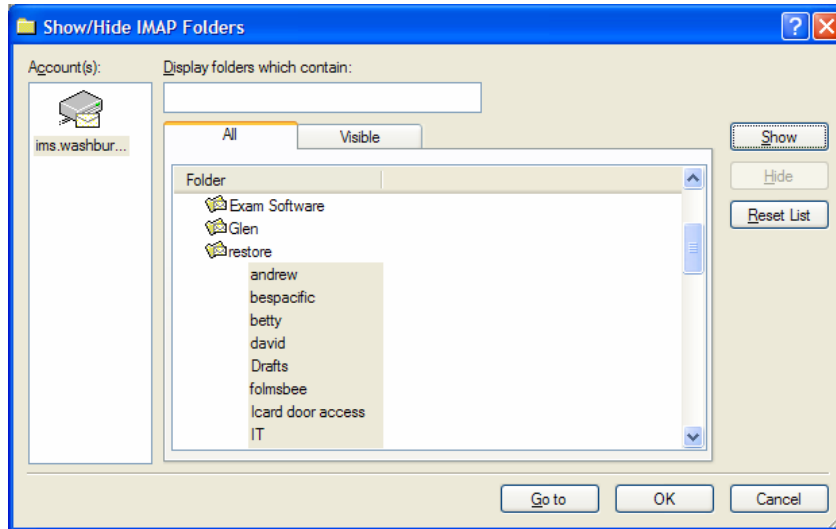 Show/Hide IMAP Folders
Account(s):
Display folders which contain:
ims.washbur...
All
Visible
Show
Hide
Reset List
Folder
Exam Software
Glen
restore
andrew
bespacific
betty
david
Drafts
folmsbee
Icard door access
IT
Go to
OK
Cancel